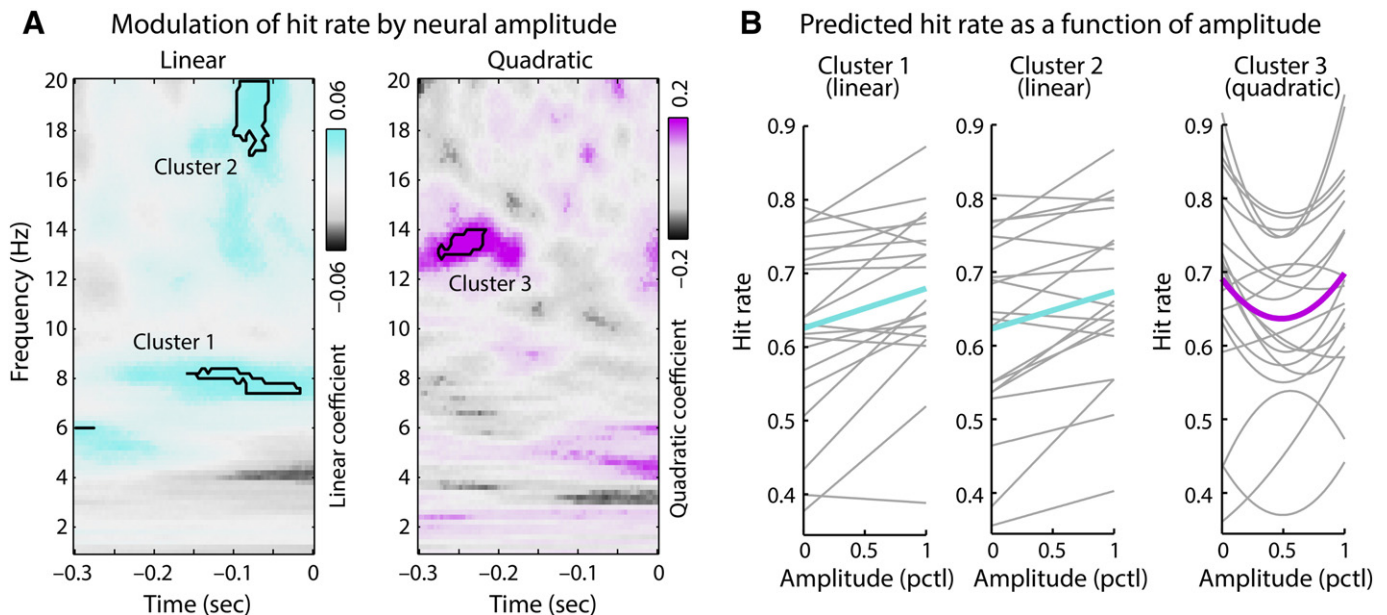 A Modulation of hit rate by neural amplitude
Linear
Quadratic
Frequency (Hz)
20
18
16
14
12
10
8
6
4
2
Cluster 2
Cluster 1
−0.3 −0.2 −0.1 0
Time (sec)
0.06
−0.06
Linear coefficient
20
18
16
14
12
10
8
6
4
2
Cluster 3
−0.3 −0.2 −0.1 0
Time (sec)
0.2
−0.2
Quadratic coefficient
B Predicted hit rate as a function of amplitude
Cluster 1
(linear)
Hit rate
0.9
0.8
0.7
0.6
0.5
0.4
0 0.5 1
Amplitude (pctl)
Cluster 2
(linear)
0.9
0.8
0.7
0.6
0.5
0.4
0 0.5 1
Amplitude (pctl)
Cluster 3
(quadratic)
Hit rate
0.9
0.8
0.7
0.6
0.5
0.4
0 0.5 1
Amplitude (pctl)